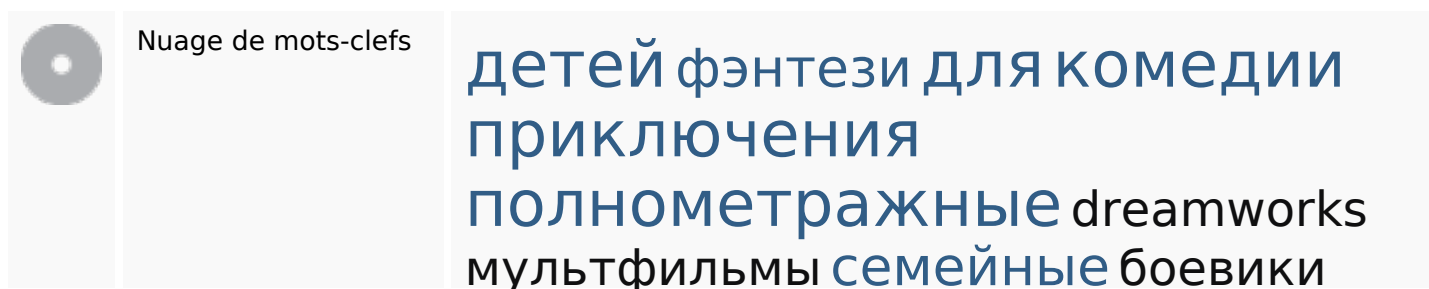 Nuage de mots-clefs
детей фэнтези для комедии
приключения
полнометражные dreamworks
мультфильмы семейные боевики